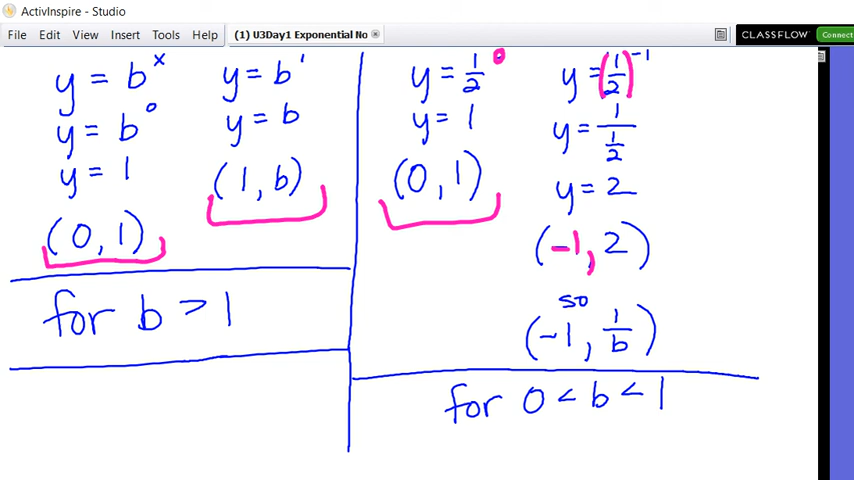 ActivInspire - Studio
File Edit View Insert Tools Help
(1) U3Day1 Exponential No
CLASSFLOW
Connect
y = b^x
y = b^0
y = 1
(0, 1)
y = b^1
y = b
(1, b)
for b > 1
y = 1/2^0
y = 1
(0, 1)
y = (1/2)^-1
y = 1/(1/2)
y = 2
(-1, 2)
so
(-1, 1/b)
for 0 < b < 1